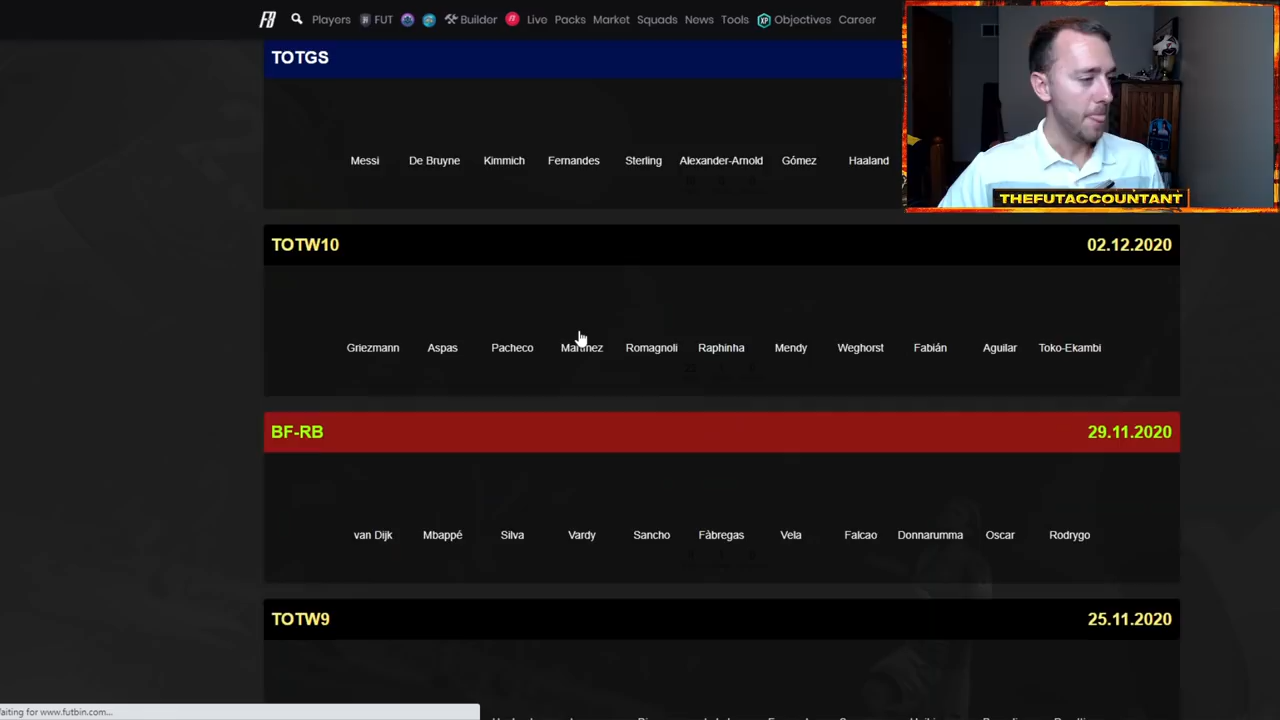 Players FUT Builder Live Packs Market Squads News Tools XP Objectives Career
TOTGS
Messi De Bruyne Kimmich Fernandes Sterling Alexander-Arnold Gómez Haaland
THEFUTACCOUNTANT
TOTW10 02.12.2020
Griezmann Aspas Pacheco Martínez Romagnoli Raphinha Mendy Weghorst Fabián Aguilar Toko-Ekambi
BF-RB 29.11.2020
van Dijk Mbappé Silva Vardy Sancho Fàbregas Vela Falcao Donnarumma Oscar Rodrygo
TOTW9 25.11.2020
Waiting for www.futbin.com...